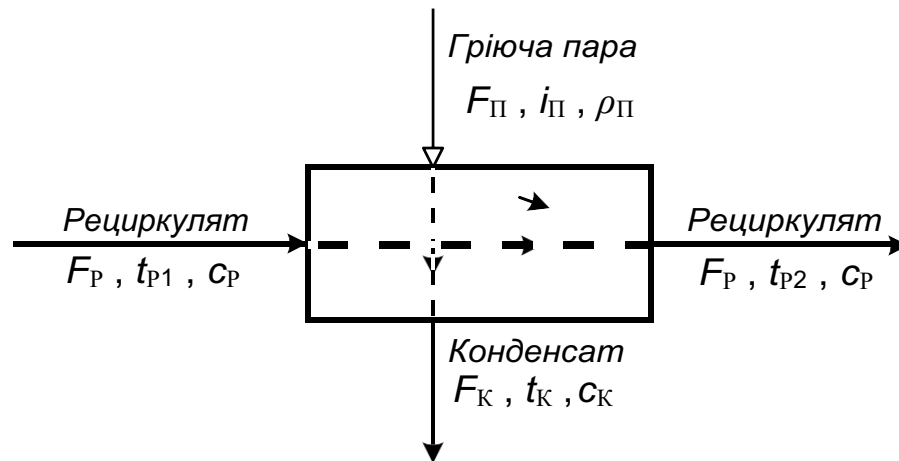 Гріюча пара
FП , iП , ρП
Рециркулят
FР , tР1 , cР
Рециркулят
FР , tР2 , cР
Конденсат
FК , tК , cК